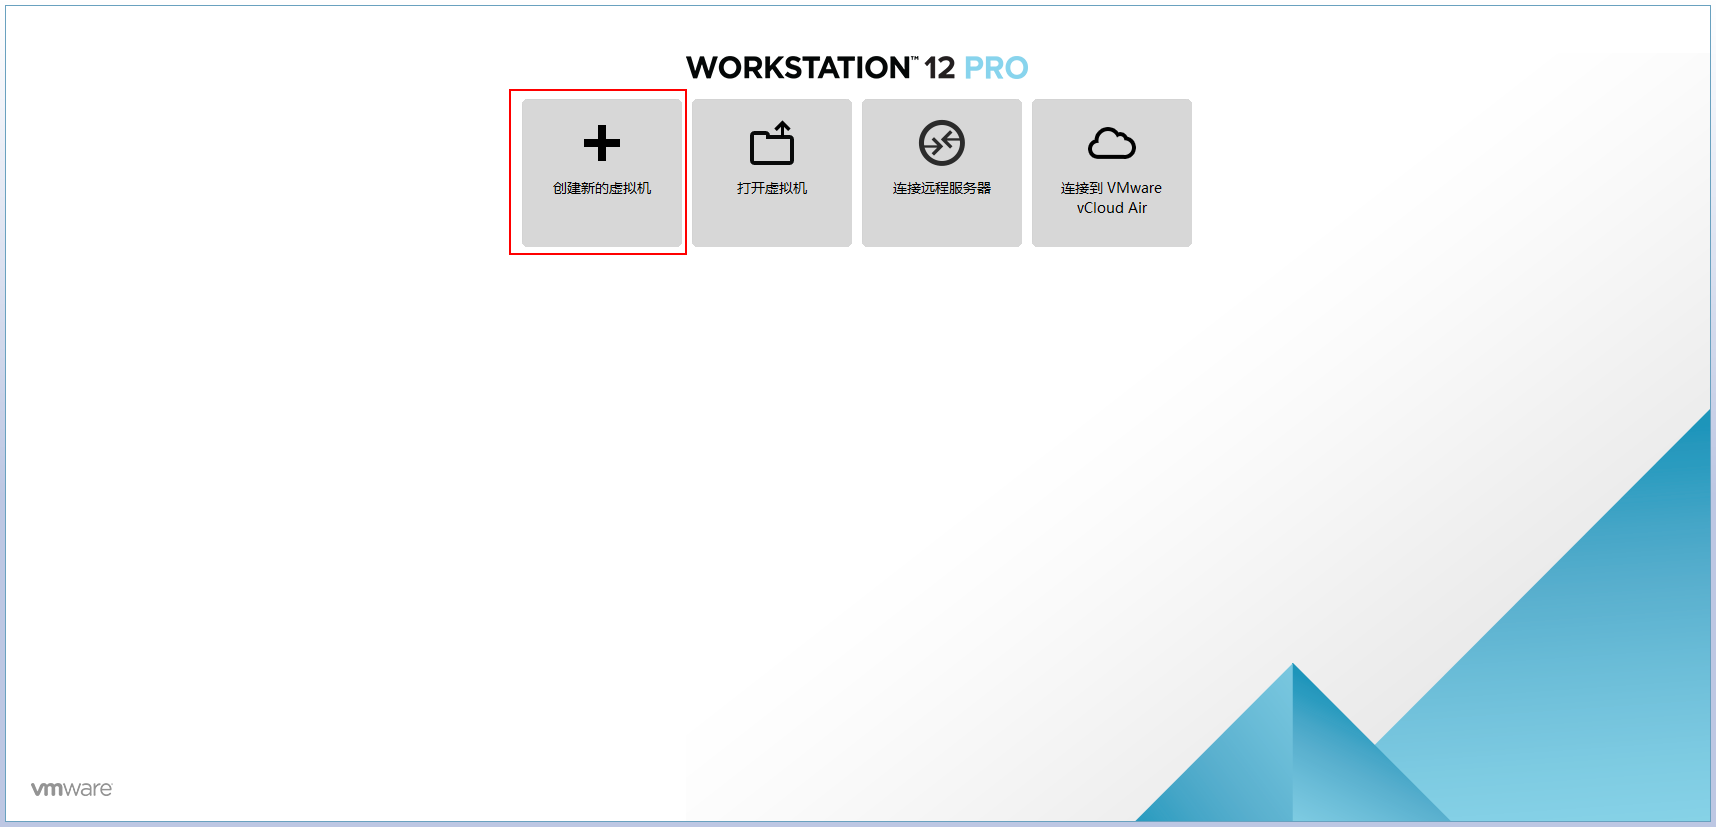 WORKSTATION™ 12 PRO
创建新的虚拟机
打开虚拟机
连接远程服务器
连接到 VMware
vCloud Air
vmware